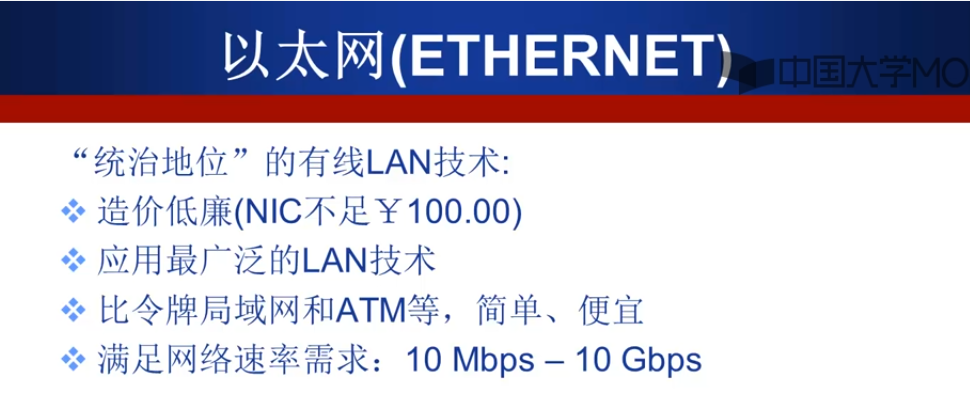 以太网(ETHERNET)
中国大学MO
“统治地位”的有线LAN技术:
造价低廉(NIC不足￥100.00)
应用最广泛的LAN技术
比令牌局域网和ATM等，简单、便宜
满足网络速率需求：10 Mbps – 10 Gbps